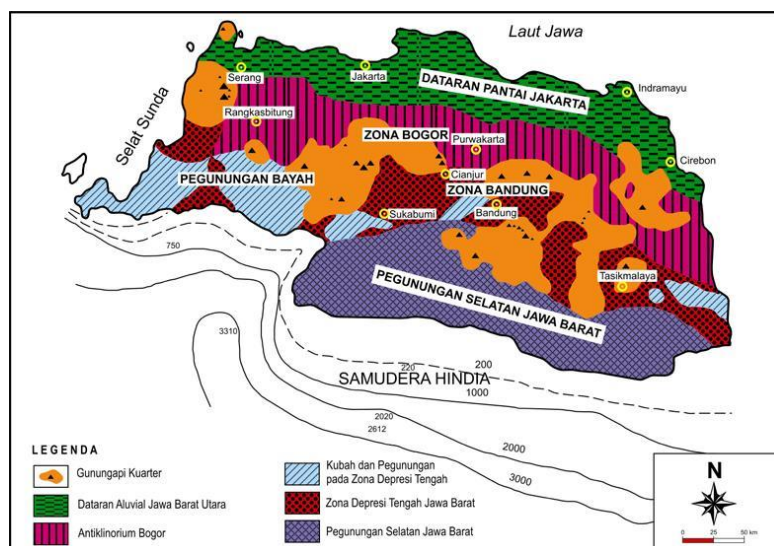 Laut Jawa
Selat Sunda
Serang
Jakarta
DATARAN PANTAI JAKARTA
Indramayu
Rangkasbitung
ZONA BOGOR
Purwakarta
Cirebon
Cianjur
PEGUNUNGAN BAYAH
ZONA BANDUNG
Sukabumi
Bandung
Tasikmalaya
PEGUNUNGAN SELATAN JAWA BARAT
750
3310
220
200
SAMUDERA HINDIA
1000
2020
2612
2000
3000
LEGENDA
Gunungapi Kuarter
Dataran Aluvial Jawa Barat Utara
Antiklinorium Bogor
Kubah dan Pegunungan
pada Zona Depresi Tengah
Zona Depresi Tengah Jawa Barat
Pegunungan Selatan Jawa Barat
N
0 25 50 km